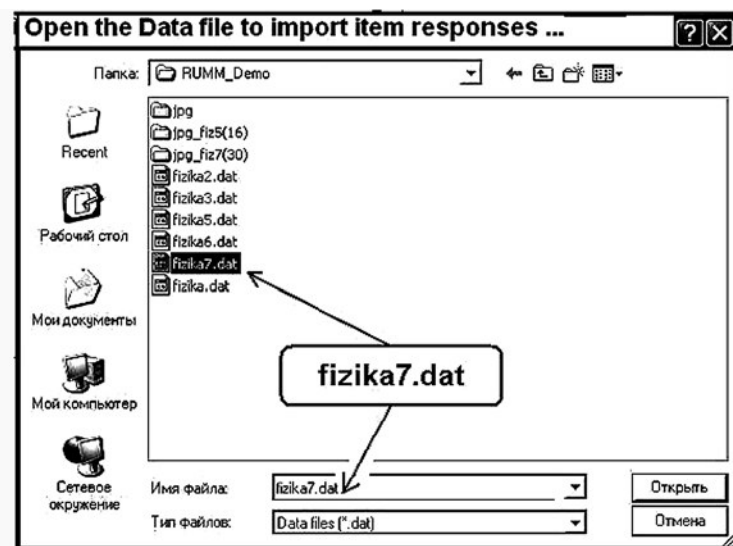 Open the Data file to import item responses ...
Папка: RUMM_Demo
jpg
jpg_fiz5(16)
jpg_fiz7(30)
fizika2.dat
fizika3.dat
fizika5.dat
fizika6.dat
fizika7.dat
fizika.dat
Recent
Рабочий стол
Мои документы
Мой компьютер
Сетевое
окружение
fizika7.dat
Имя файла: fizika7.dat Открыть
Тип файлов: Data files (*.dat) Отмена